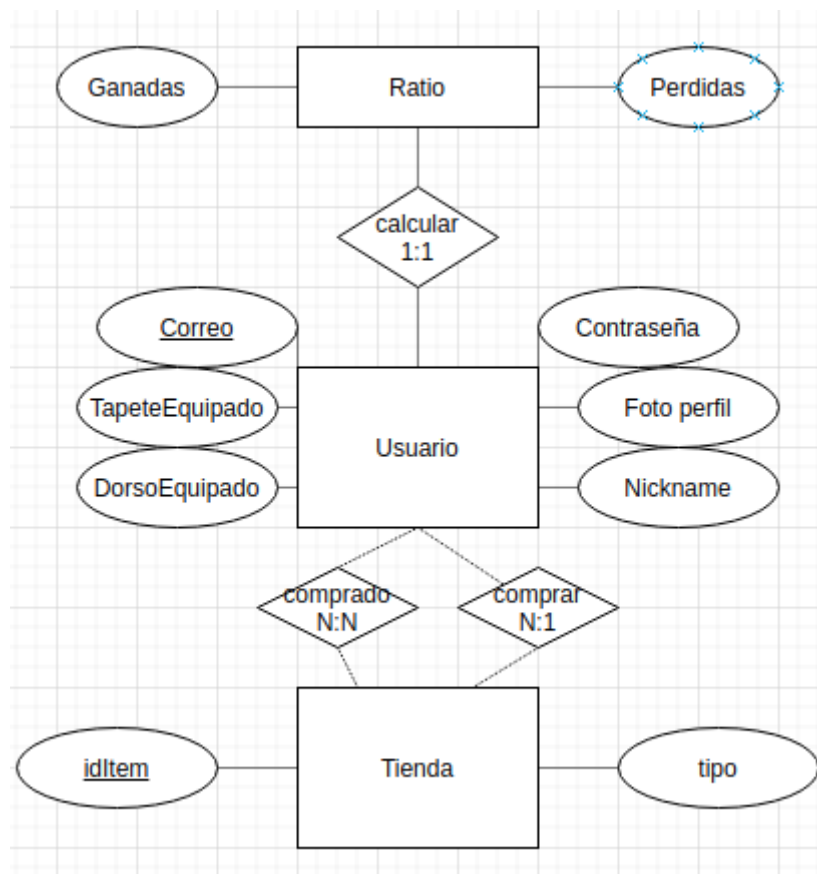 Ganadas
Ratio
Perdidas
calcular
1:1
Correo
Contraseña
TapeteEquipado
Usuario
Foto perfil
DorsoEquipado
Nickname
comprado
N:N
comprar
N:1
idItem
Tienda
tipo